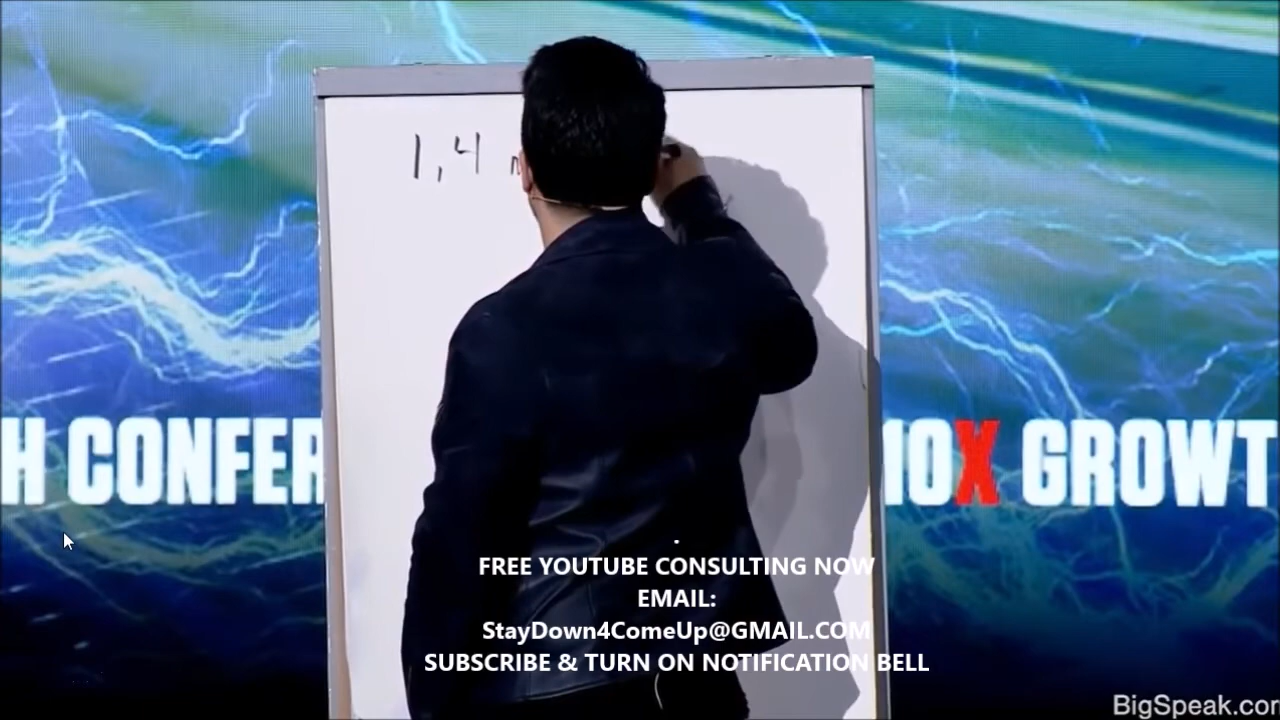 1,4
H CONFER
10X GROWT
.
FREE YOUTUBE CONSULTING NOW
EMAIL:
StayDown4ComeUp@GMAIL.COM
SUBSCRIBE & TURN ON NOTIFICATION BELL
BigSpeak.com